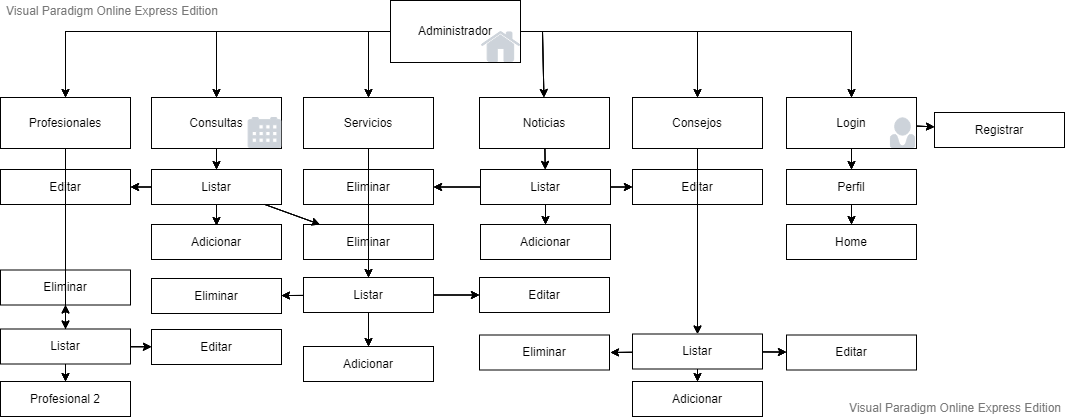 Visual Paradigm Online Express Edition
Administrador
Profesionales
Consultas
Servicios
Noticias
Consejos
Login
Registrar
Editar
Listar
Eliminar
Listar
Editar
Perfil
Adicionar
Eliminar
Adicionar
Home
Eliminar
Eliminar
Listar
Editar
Listar
Editar
Adicionar
Eliminar
Listar
Editar
Profesional 2
Adicionar
Visual Paradigm Online Express Edition